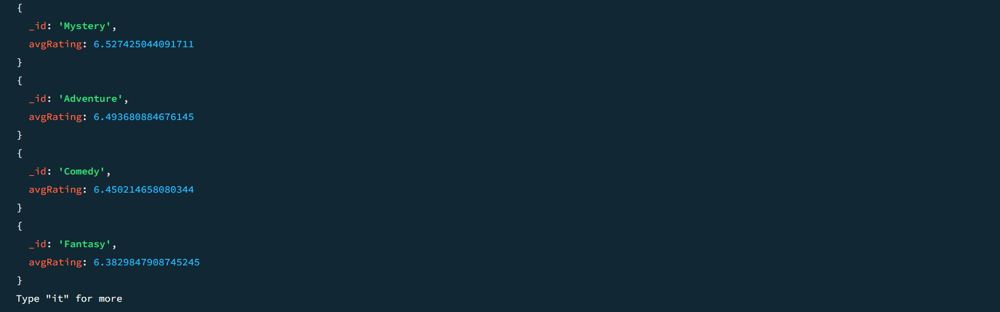 {
  _id: 'Mystery',
  avgRating: 6.527425044091711
}
{
  _id: 'Adventure',
  avgRating: 6.493680884676145
}
{
  _id: 'Comedy',
  avgRating: 6.450214658080344
}
{
  _id: 'Fantasy',
  avgRating: 6.3829847908745245
}
Type "it" for more